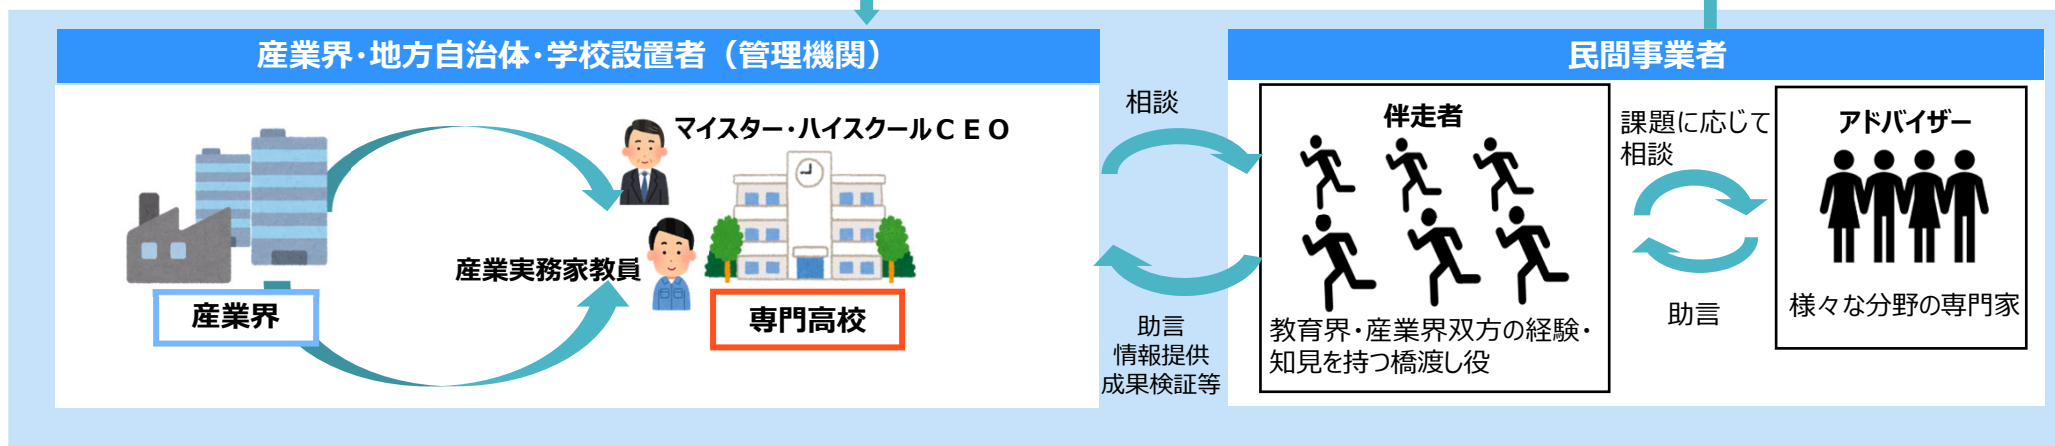 産業界・地方自治体・学校設置者（管理機関）
マイスター・ハイスクールＣＥＯ
産業実務家教員
産業界
専門高校
相談
助言
情報提供
成果検証等
民間事業者
伴走者
教育界・産業界双方の経験・
知見を持つ橋渡し役
課題に応じて
相談
助言
アドバイザー
様々な分野の専門家